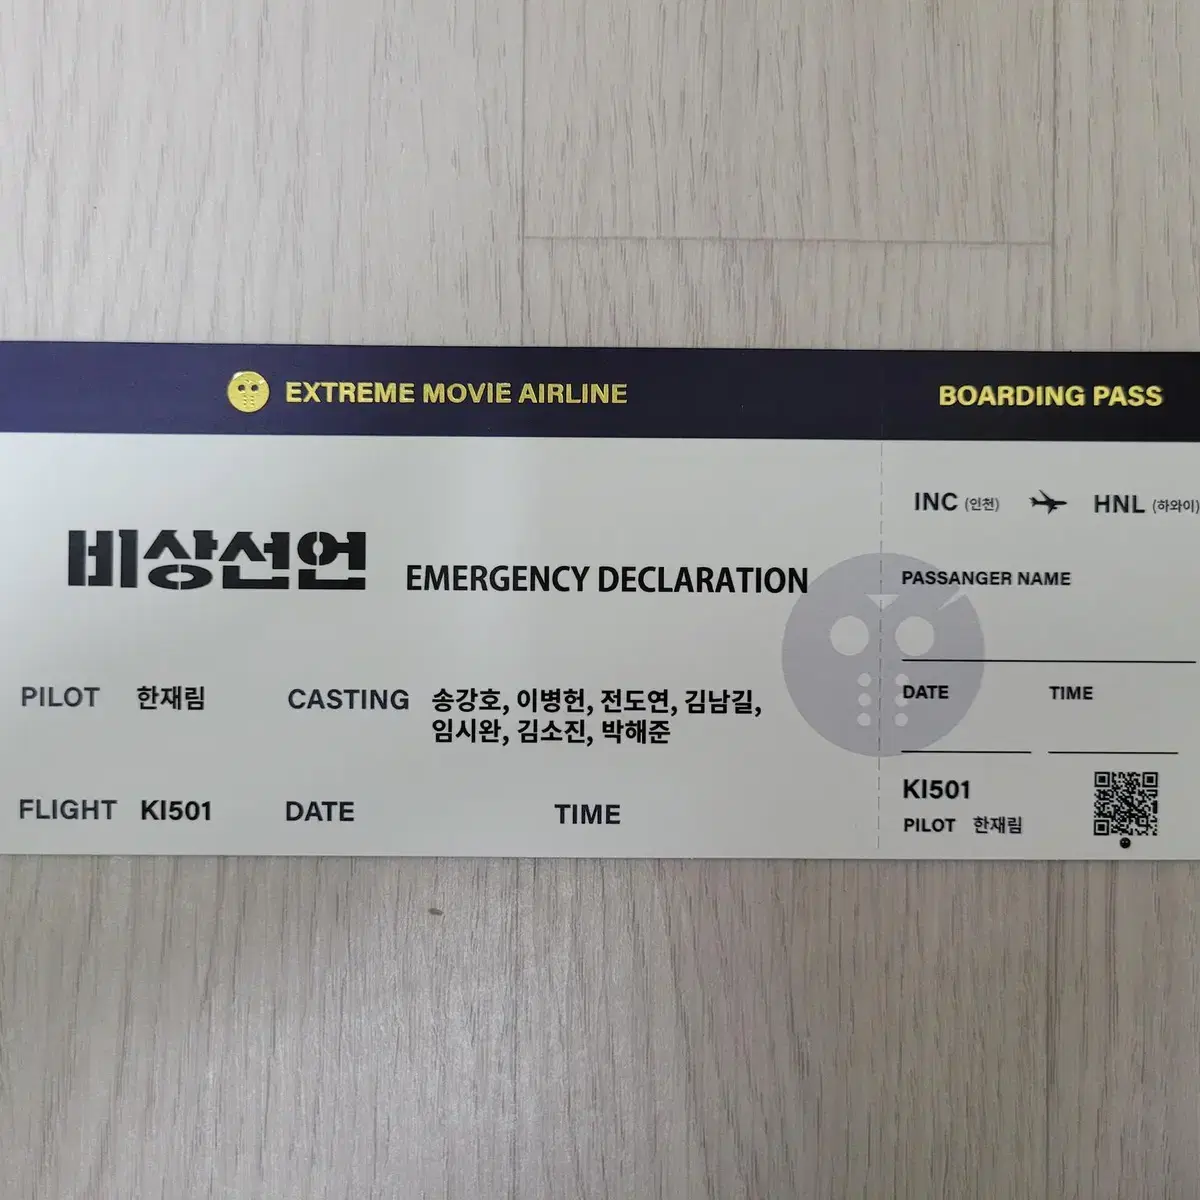 EXTREME MOVIE AIRLINE
BOARDING PASS
비상선언 EMERGENCY DECLARATION
PILOT 한재림 CASTING 송강호, 이병헌, 전도연, 김남길,
임시완, 김소진, 박해준
FLIGHT KI501 DATE TIME
INC (인천) HNL (하와이)
PASSANGER NAME
DATE TIME
KI501
PILOT 한재림